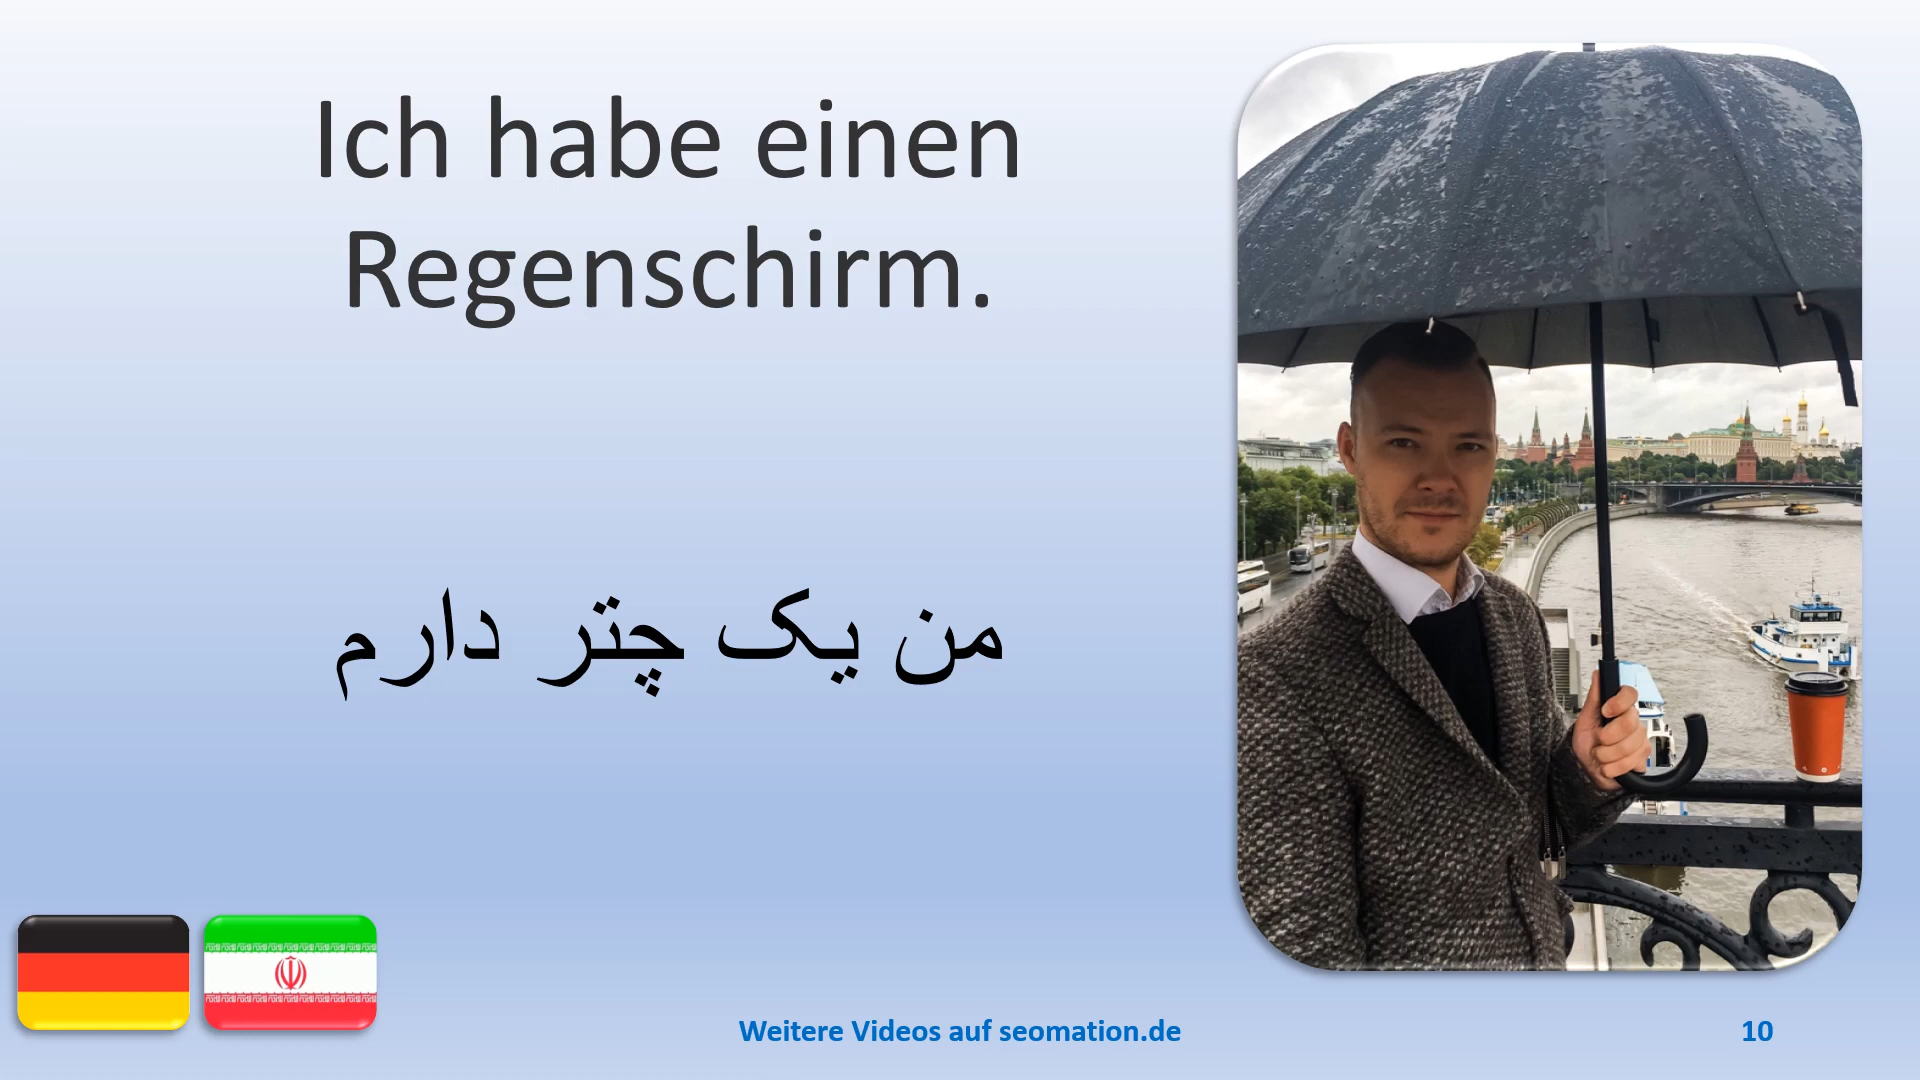 Ich habe einen
Regenschirm.
من یک چتر دارم
Weitere Videos auf seomation.de
10